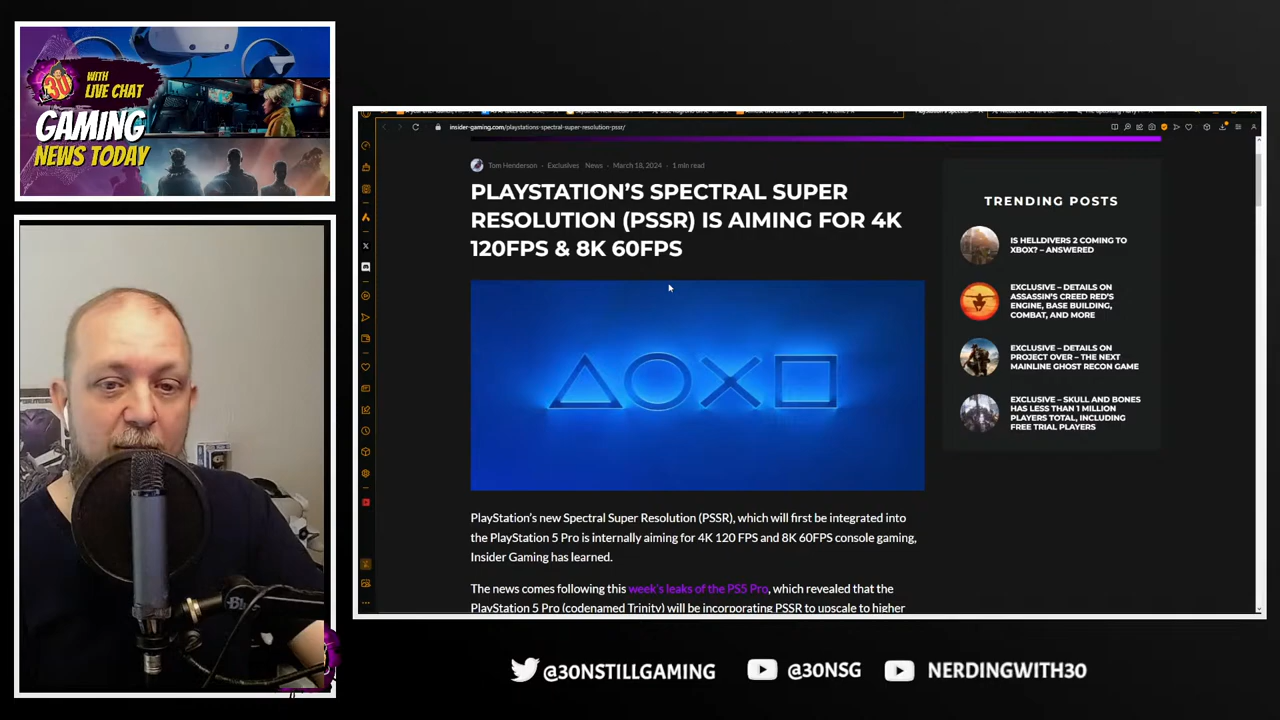 30
WITH
LIVE CHAT
GAMING
NEWS TODAY
insider-gaming.com/playstations-spectral-super-resolution-pssr/
Tom Henderson - Exclusives News - March 18, 2024 - 1 min read
PLAYSTATION’S SPECTRAL SUPER
RESOLUTION (PSSR) IS AIMING FOR 4K
120FPS & 8K 60FPS
PlayStation’s new Spectral Super Resolution (PSSR), which will first be integrated into
the PlayStation 5 Pro is internally aiming for 4K 120 FPS and 8K 60FPS console gaming,
Insider Gaming has learned.
The news comes following this week’s leaks of the PS5 Pro, which revealed that the
PlayStation 5 Pro (codenamed Trinity) will be incorporating PSSR to upscale to higher
TRENDING POSTS
IS HELLDIVERS 2 COMING TO
XBOX? – ANSWERED
EXCLUSIVE – DETAILS ON
ASSASSIN’S CREED RED’S
ENGINE, BASE BUILDING,
COMBAT, AND MORE
EXCLUSIVE – DETAILS ON
PROJECT OVER – THE NEXT
MAINLINE GHOST RECON GAME
EXCLUSIVE – SKULL AND BONES
HAS LESS THAN 1 MILLION
PLAYERS TOTAL, INCLUDING
FREE TRIAL PLAYERS
Blue
@30NSTILLGAMING
@30NSG
NERDINGWITH30